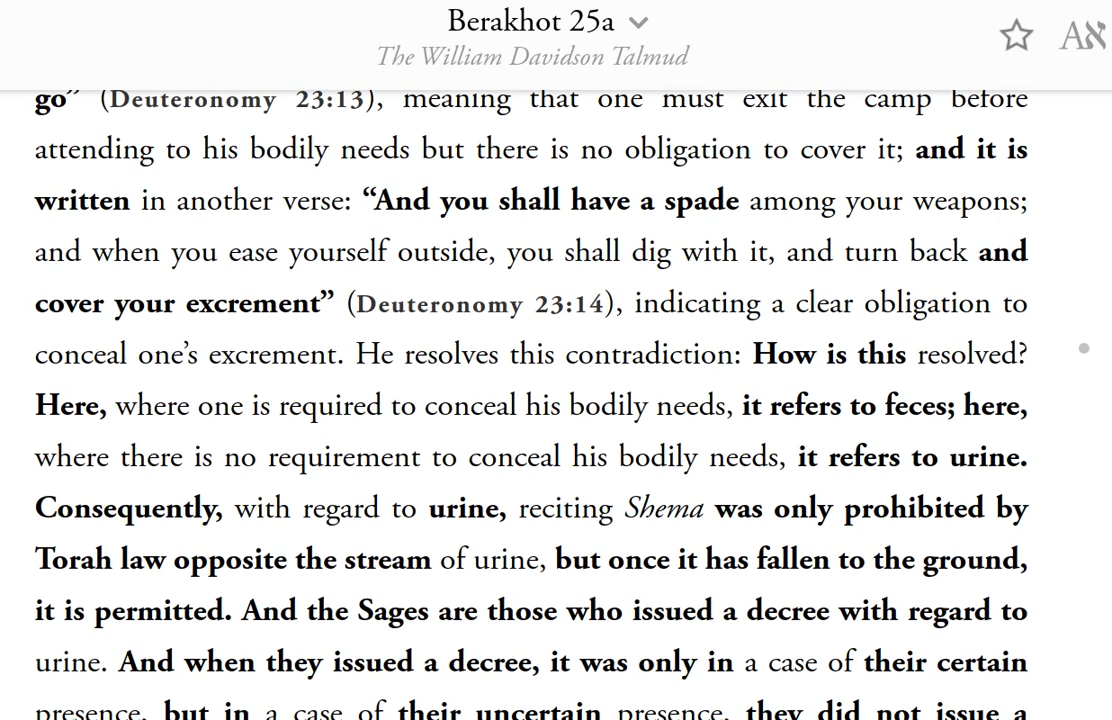 Berakhot 25a
The William Davidson Talmud
Aאָ
go” (Deuteronomy 23:13), meaning that one must exit the camp before
attending to his bodily needs but there is no obligation to cover it; and it is
written in another verse: “And you shall have a spade among your weapons;
and when you ease yourself outside, you shall dig with it, and turn back and
cover your excrement” (Deuteronomy 23:14), indicating a clear obligation to
conceal one’s excrement. He resolves this contradiction: How is this resolved?
Here, where one is required to conceal his bodily needs, it refers to feces; here,
where there is no requirement to conceal his bodily needs, it refers to urine.
Consequently, with regard to urine, reciting Shema was only prohibited by
Torah law opposite the stream of urine, but once it has fallen to the ground,
it is permitted. And the Sages are those who issued a decree with regard to
urine. And when they issued a decree, it was only in a case of their certain
presence, but in a case of their uncertain presence, they did not issue a